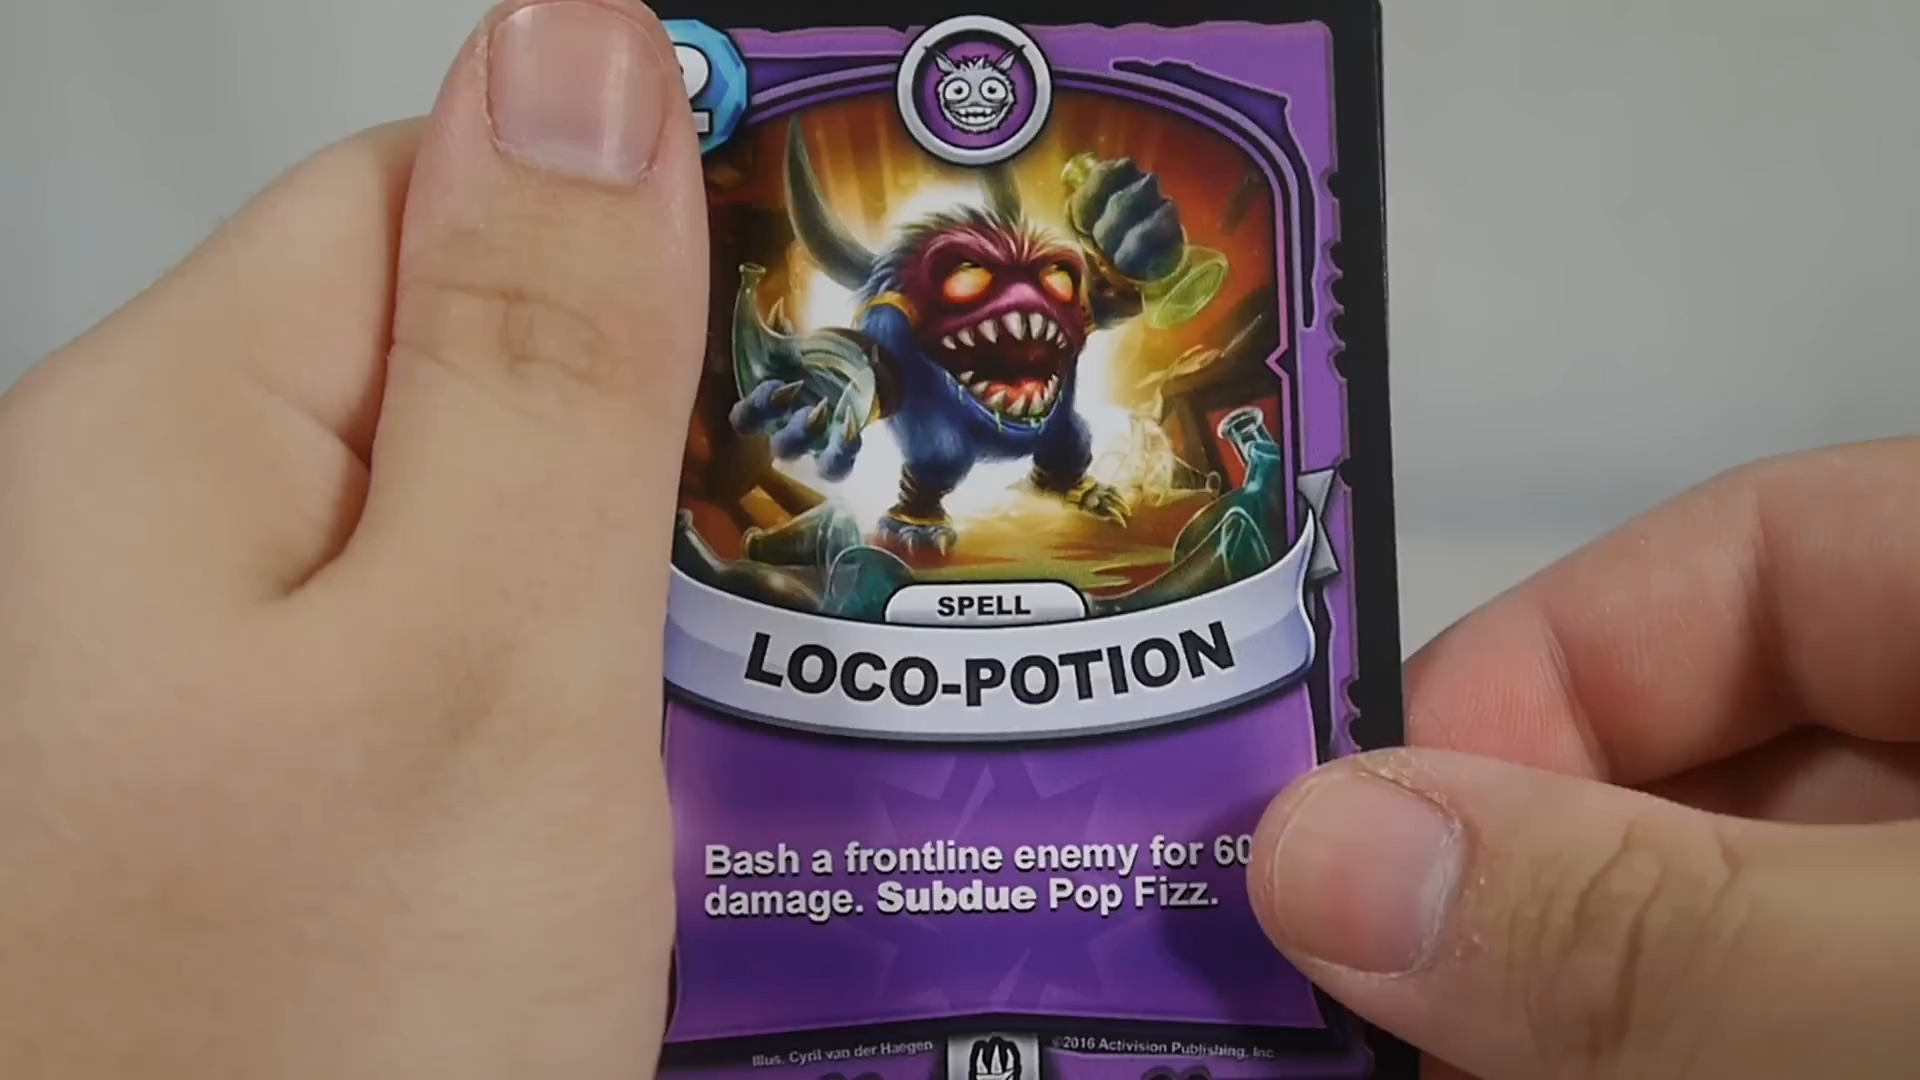 2
SPELL
LOCO-POTION
Bash a frontline enemy for 60
damage. Subdue Pop Fizz.
Illus. Cyril van der Haegen
©2016 Activision Publishing, Inc